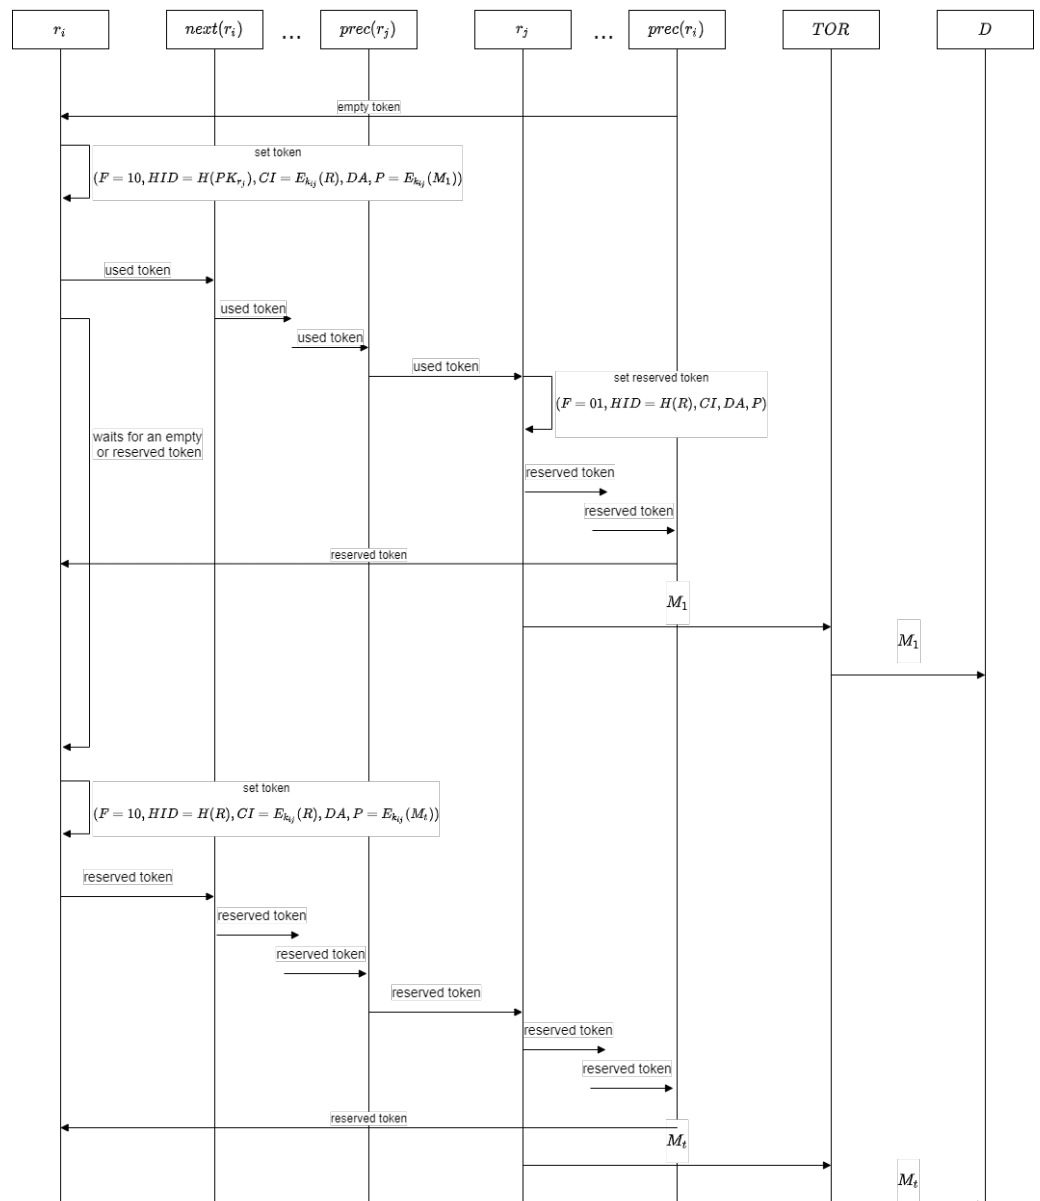 r_i next(r_i) ... prec(r_j) r_j ... prec(r_i) TOR D
empty token
set token
(F = 10, HID = H(PK_{r_j}), CI = E_{k_{ij}}(R), DA, P = E_{k_{ij}}(M_1))
used token
used token
used token
used token
set reserved token
(F = 01, HID = H(R), CI, DA, P)
waits for an empty
or reserved token
reserved token
reserved token
reserved token
M_1
M_1
set token
(F = 10, HID = H(R), CI = E_{k_{ij}}(R), DA, P = E_{k_{ij}}(M_t))
reserved token
reserved token
reserved token
reserved token
reserved token
reserved token
reserved token
M_t
M_t